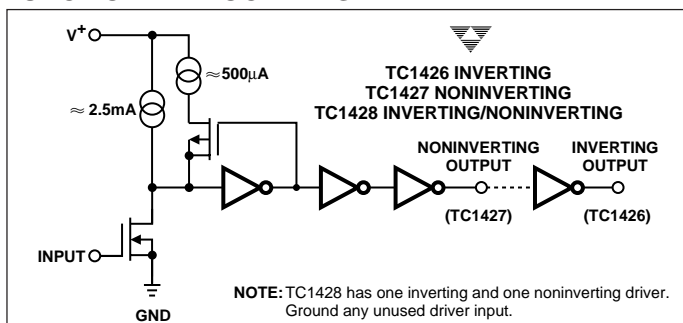 V+
≈500µA
≈ 2.5mA
TC1426 INVERTING
TC1427 NONINVERTING
TC1428 INVERTING/NONINVERTING
NONINVERTING
OUTPUT
INVERTING
OUTPUT
(TC1427)
(TC1426)
INPUT
GND
NOTE: TC1428 has one inverting and one noninverting driver.
Ground any unused driver input.